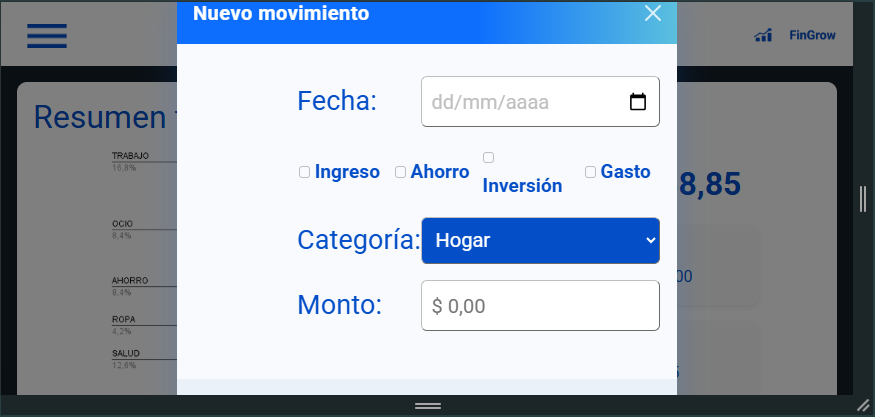 Nuevo movimiento
FinGrow
Resumen
Fecha: dd/mm/aaaa
TRABAJO
16,8%
Ingreso Ahorro Inversión Gasto
8,85
OCIO
8,4%
Categoría: Hogar
AHORRO
8,4%
00
Monto: $ 0,00
ROPA
4,2%
SALUD
12,6%